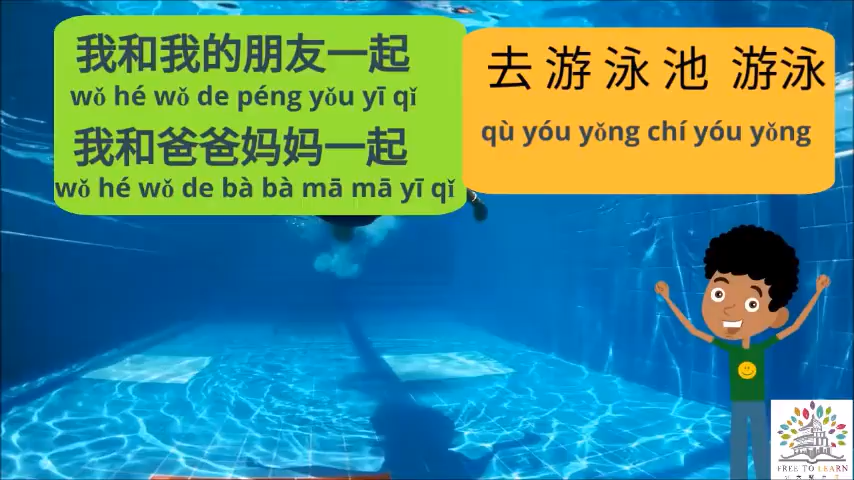 我和我的朋友一起
wǒ hé wǒ de péng yǒu yī qǐ
我和爸爸妈妈一起
wǒ hé wǒ de bà bà mā mā yī qǐ
去 游 泳 池 游泳
qù yóu yǒng chí yóu yǒng
FREE TO LEARN